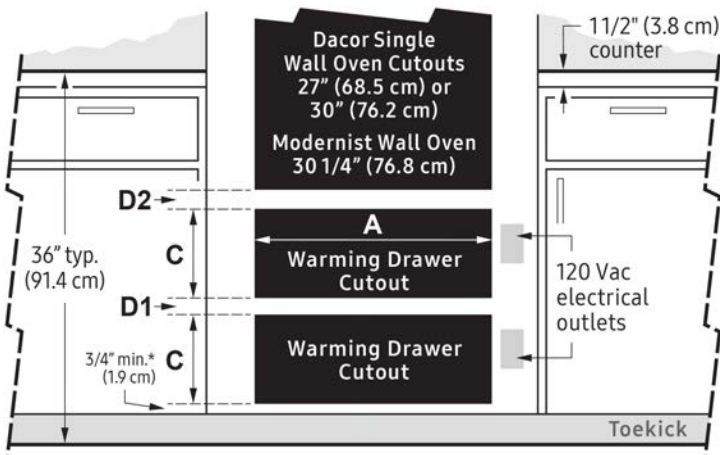 Dacor Single
Wall Oven Cutouts
27" (68.5 cm) or
30" (76.2 cm)
Modernist Wall Oven
30 1/4" (76.8 cm)
11/2" (3.8 cm)
counter
D2
A
C
Warming Drawer
Cutout
36" typ.
(91.4 cm)
120 Vac
electrical
outlets
D1
3/4" min.*
(1.9 cm)
C
Warming Drawer
Cutout
Toekick